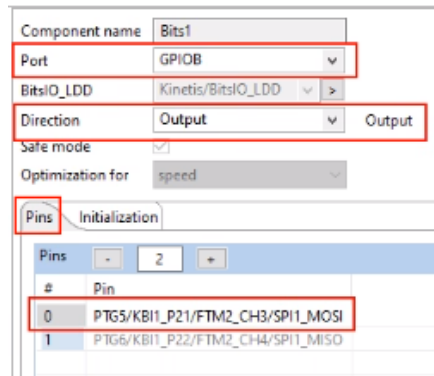 Component name Bits1
Port GPIOB
BitsIO_LDD Kinetis/BitsIO_LDD >
Direction Output Output
Safe mode
Optimization for speed
Pins Initialization
Pins - 2 +
# Pin
0 PTG5/KBI1_P21/FTM2_CH3/SPI1_MOSI
1 PTG6/KBI1_P22/FTM2_CH4/SPI1_MISO